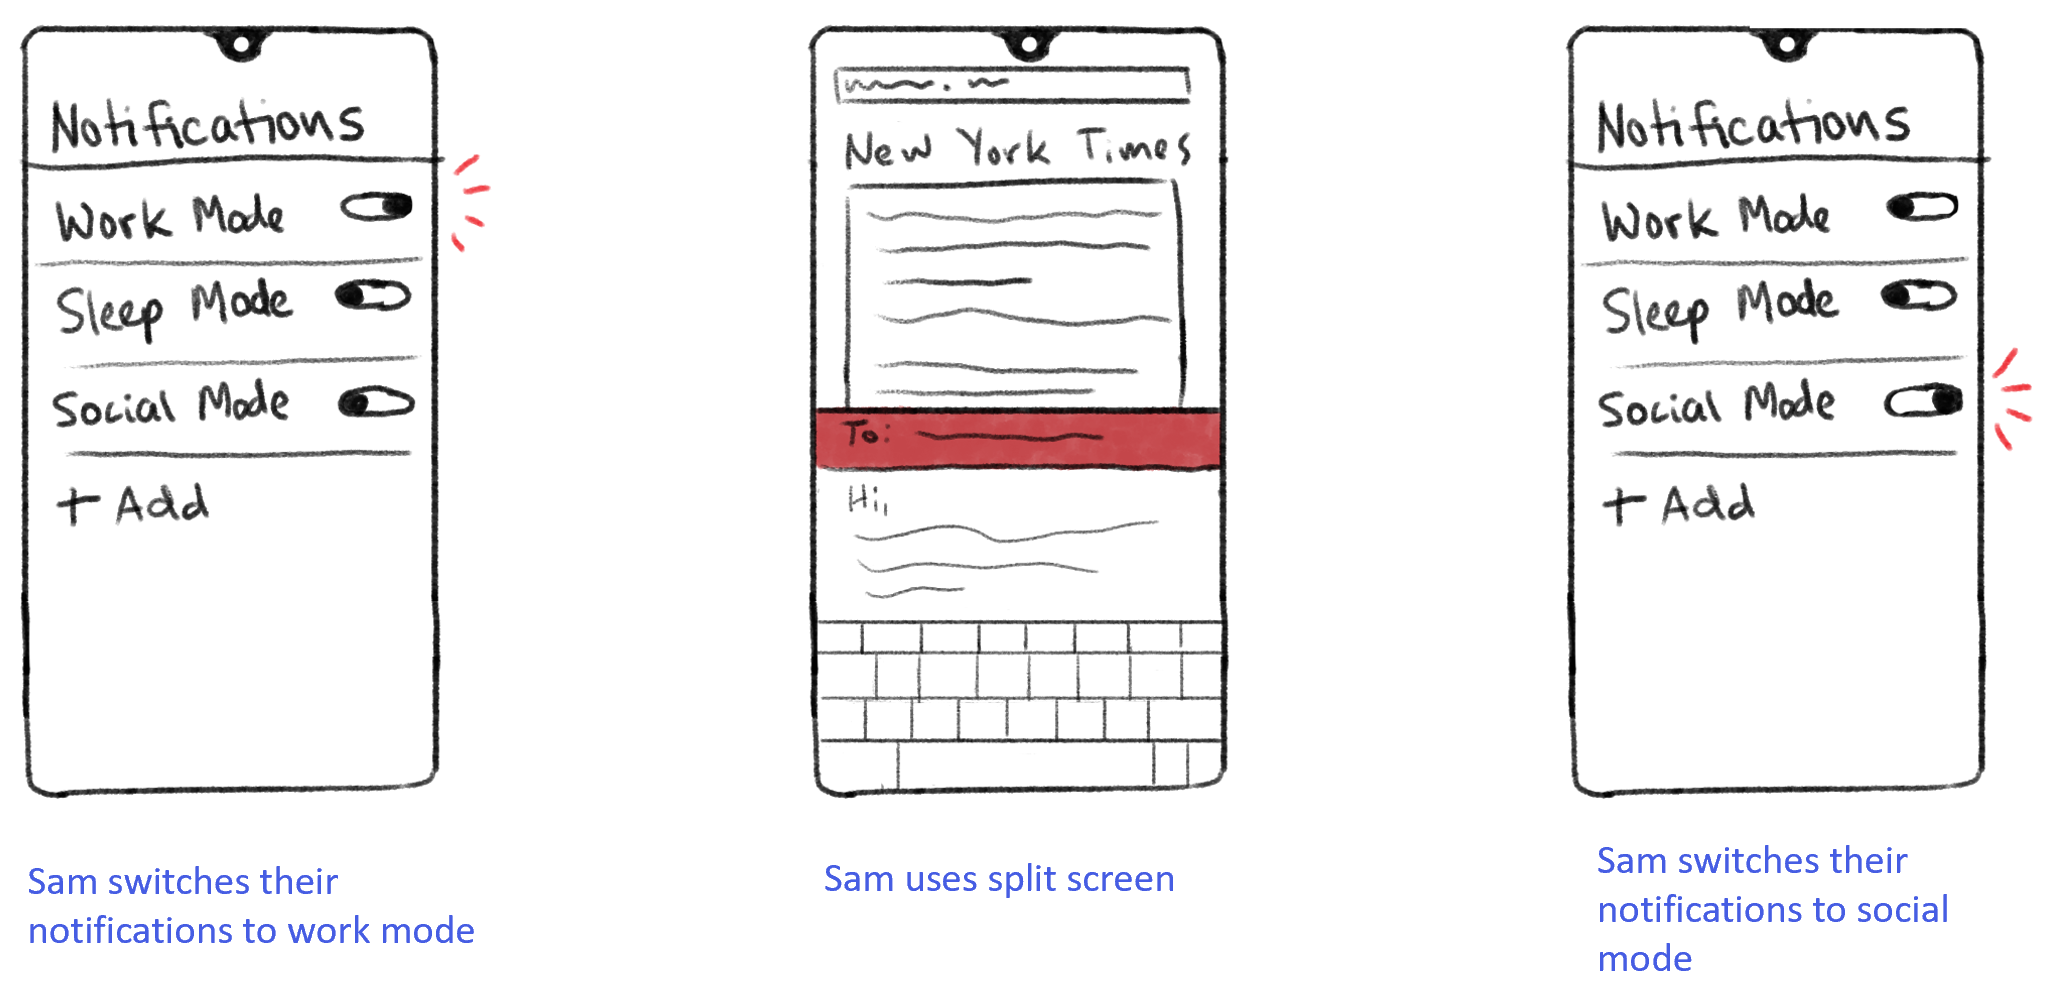 Notifications
Work Mode
Sleep Mode
Social Mode
+ Add
Sam switches their
notifications to work mode
New York Times
To:
Hi,
Sam uses split screen
Notifications
Work Mode
Sleep Mode
Social Mode
+ Add
Sam switches their
notifications to social
mode